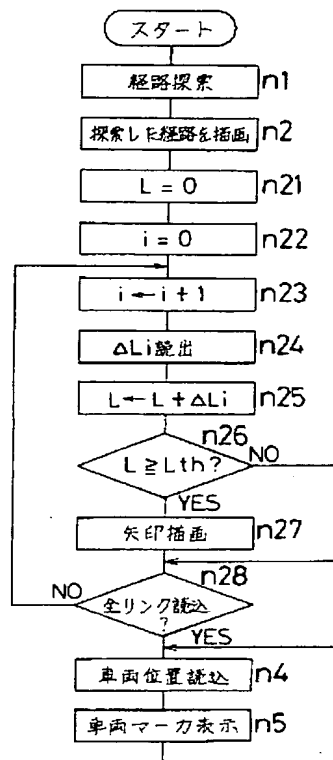 スタート
経路探索 n1
探索した経路を描画 n2
L = 0 n21
i = 0 n22
i ← i + 1 n23
ΔLi読出 n24
L ← L + ΔLi n25
n26
L ≧ Lth? NO
YES
矢印描画 n27
n28
NO 全リンク読込
?
YES
車両位置読込 n4
車両マーカ表示 n5